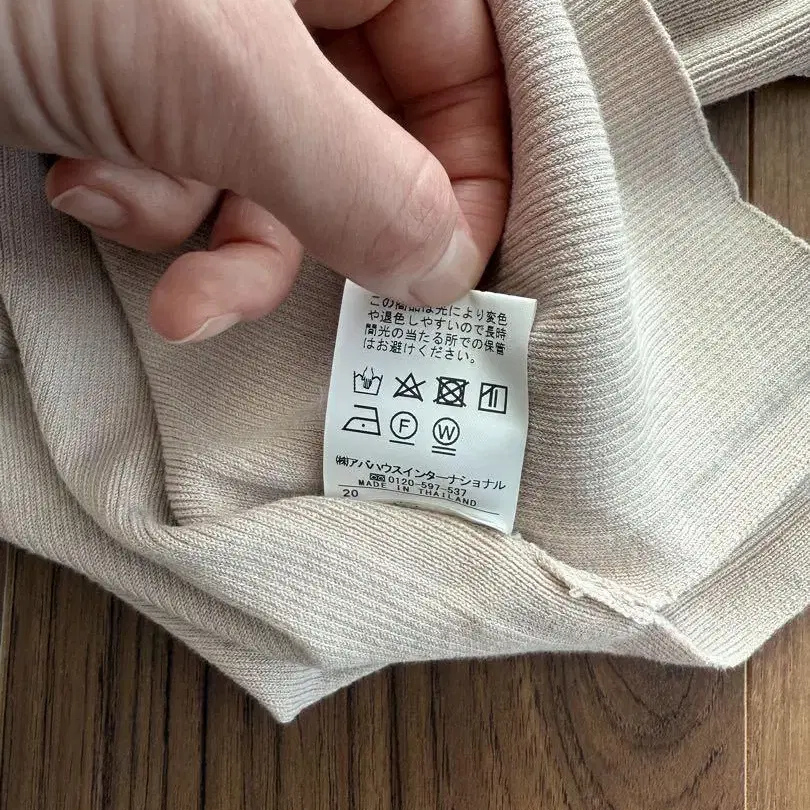 この商品は光により変色
や退色しやすいので長時
間光の当たる所での保管
はお避けください。
F W
㈱アバハウスインターナショナル
0120-597-537
MADE IN THAILAND
20